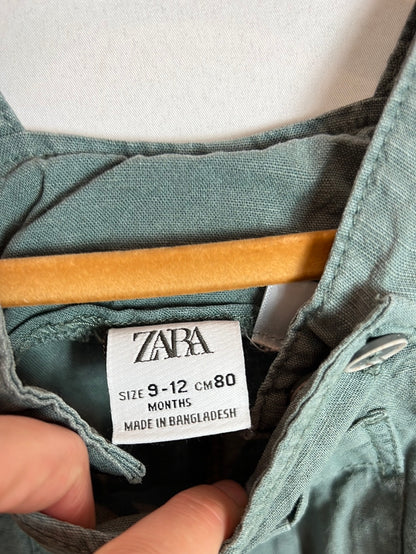 ZARA
SIZE 9-12 CM 80
MONTHS
MADE IN BANGLADESH